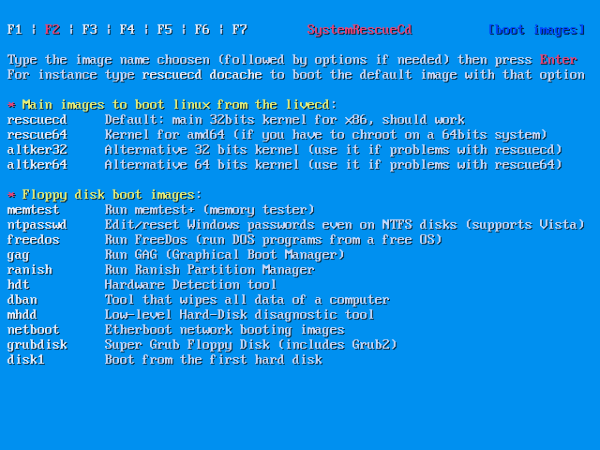 F1 | F2 | F3 | F4 | F5 | F6 | F7 SystemRescueCd [boot images]
Type the image name choosen (followed by options if needed) then press Enter
For instance type rescuecd docache to boot the default image with that option
* Main images to boot linux from the livecd:
rescuecd Default: main 32bits kernel for x86, should work
rescue64 Kernel for amd64 (if you have to chroot on a 64bits system)
altker32 Alternative 32 bits kernel (use it if problems with rescuecd)
altker64 Alternative 64 bits kernel (use it if problems with rescue64)
* Floppy disk boot images:
memtest Run memtest+ (memory tester)
ntpasswd Edit/reset Windows passwords even on NTFS disks (supports Vista)
freedos Run FreeDos (run DOS programs from a free OS)
gag Run GAG (Graphical Boot Manager)
ranish Run Ranish Partition Manager
hdt Hardware Detection tool
dban Tool that wipes all data of a computer
mhdd Low-level Hard-Disk disagnostic tool
netboot Etherboot network booting images
grubdisk Super Grub Floppy Disk (includes Grub2)
disk1 Boot from the first hard disk